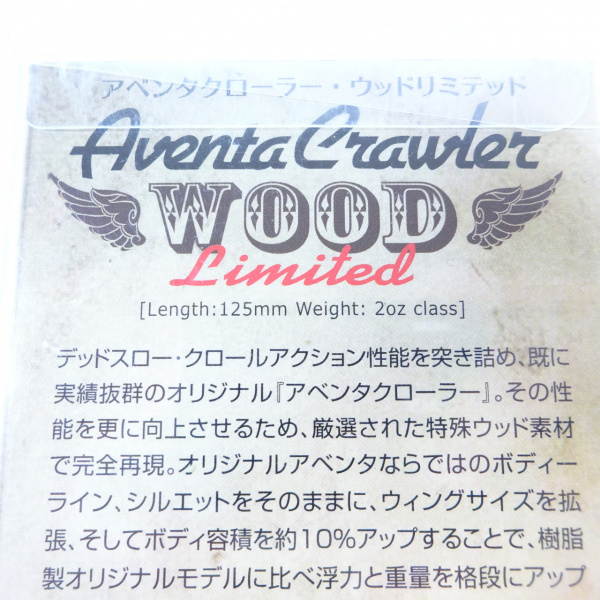 アベンタクローラー・ウッドリミテッド
Aventa Crawler
WOOD
Limited
[Length:125mm Weight: 2oz class]
デッドスロー・クロールアクション性能を突き詰め、既に
実績抜群のオリジナル『アベンタクローラー』。その性
能を更に向上させるため、厳選された特殊ウッド素材
で完全再現。オリジナルアベンタならではのボディー
ライン、シルエットをそのままに、ウィングサイズを拡
張、そしてボディ容積を約10%アップすることで、樹脂
製オリジナルモデルに比べ浮力と重量を格段にアップ